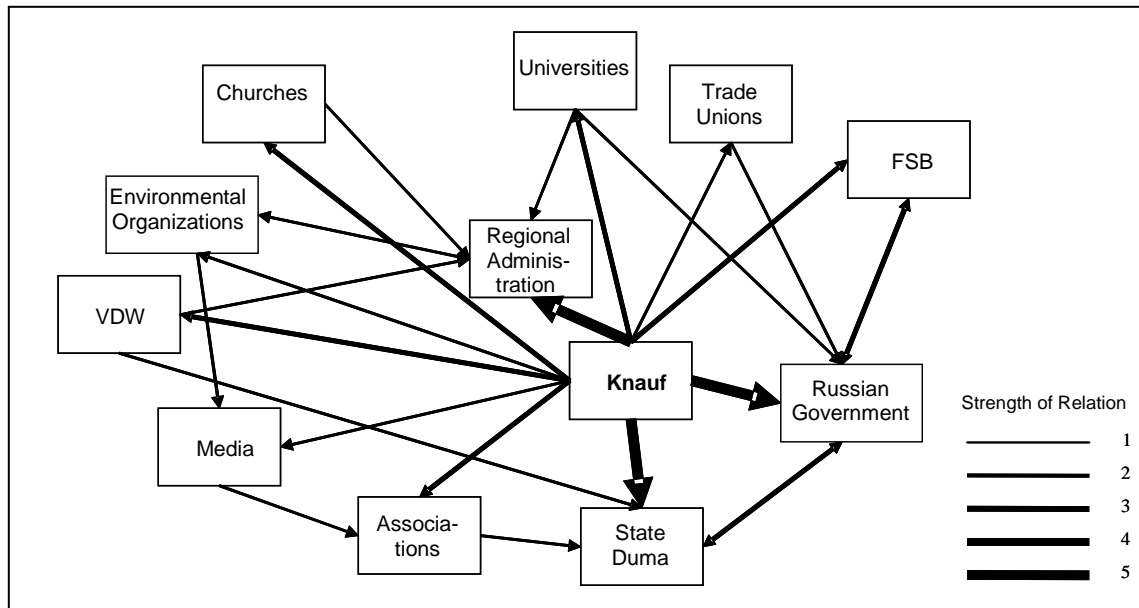 Universities
Churches
Trade
Unions
FSB
Environmental
Organizations
Regional
Adminis-
tration
VDW
Knauf
Russian
Government
Strength of Relation
1
2
3
4
5
Media
Associa-
tions
State
Duma